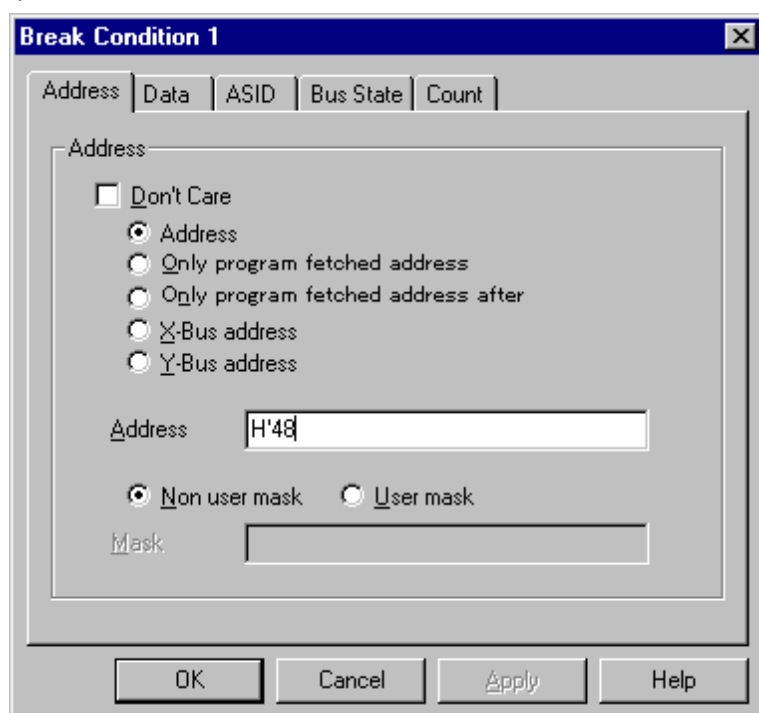 Break Condition 1
Address Data ASID Bus State Count
Address
Don't Care
Address
Only program fetched address
Only program fetched address after
X-Bus address
Y-Bus address
Address H'48
Non user mask User mask
Mask
OK Cancel Apply Help